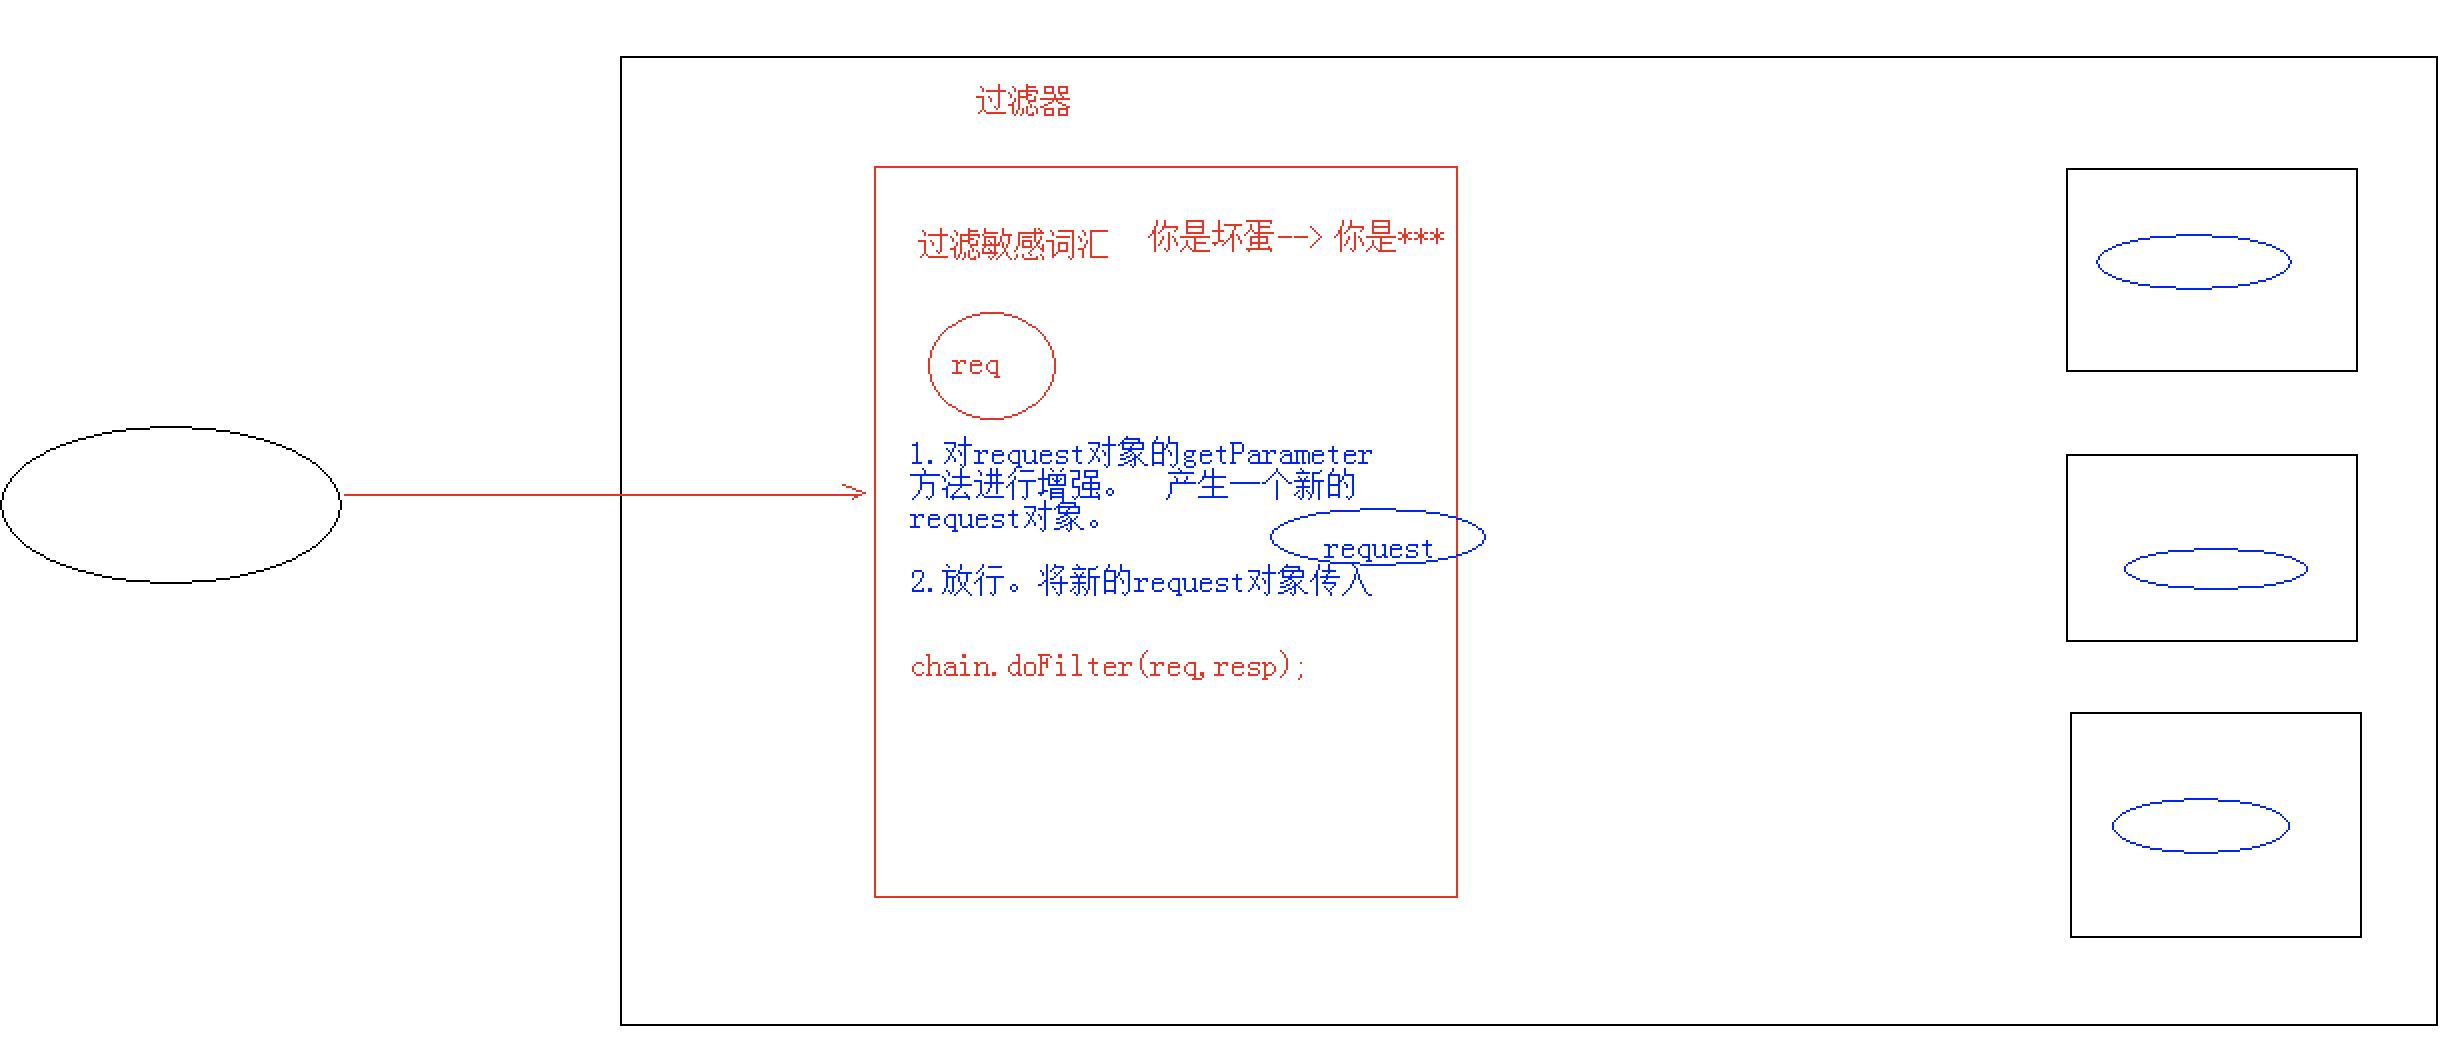 过滤器
过滤敏感词汇
你是坏蛋--> 你是***
req
1.对request对象的getParameter
方法进行增强。 产生一个新的
request对象。
request
2.放行。将新的request对象传入
chain.doFilter(req,resp);